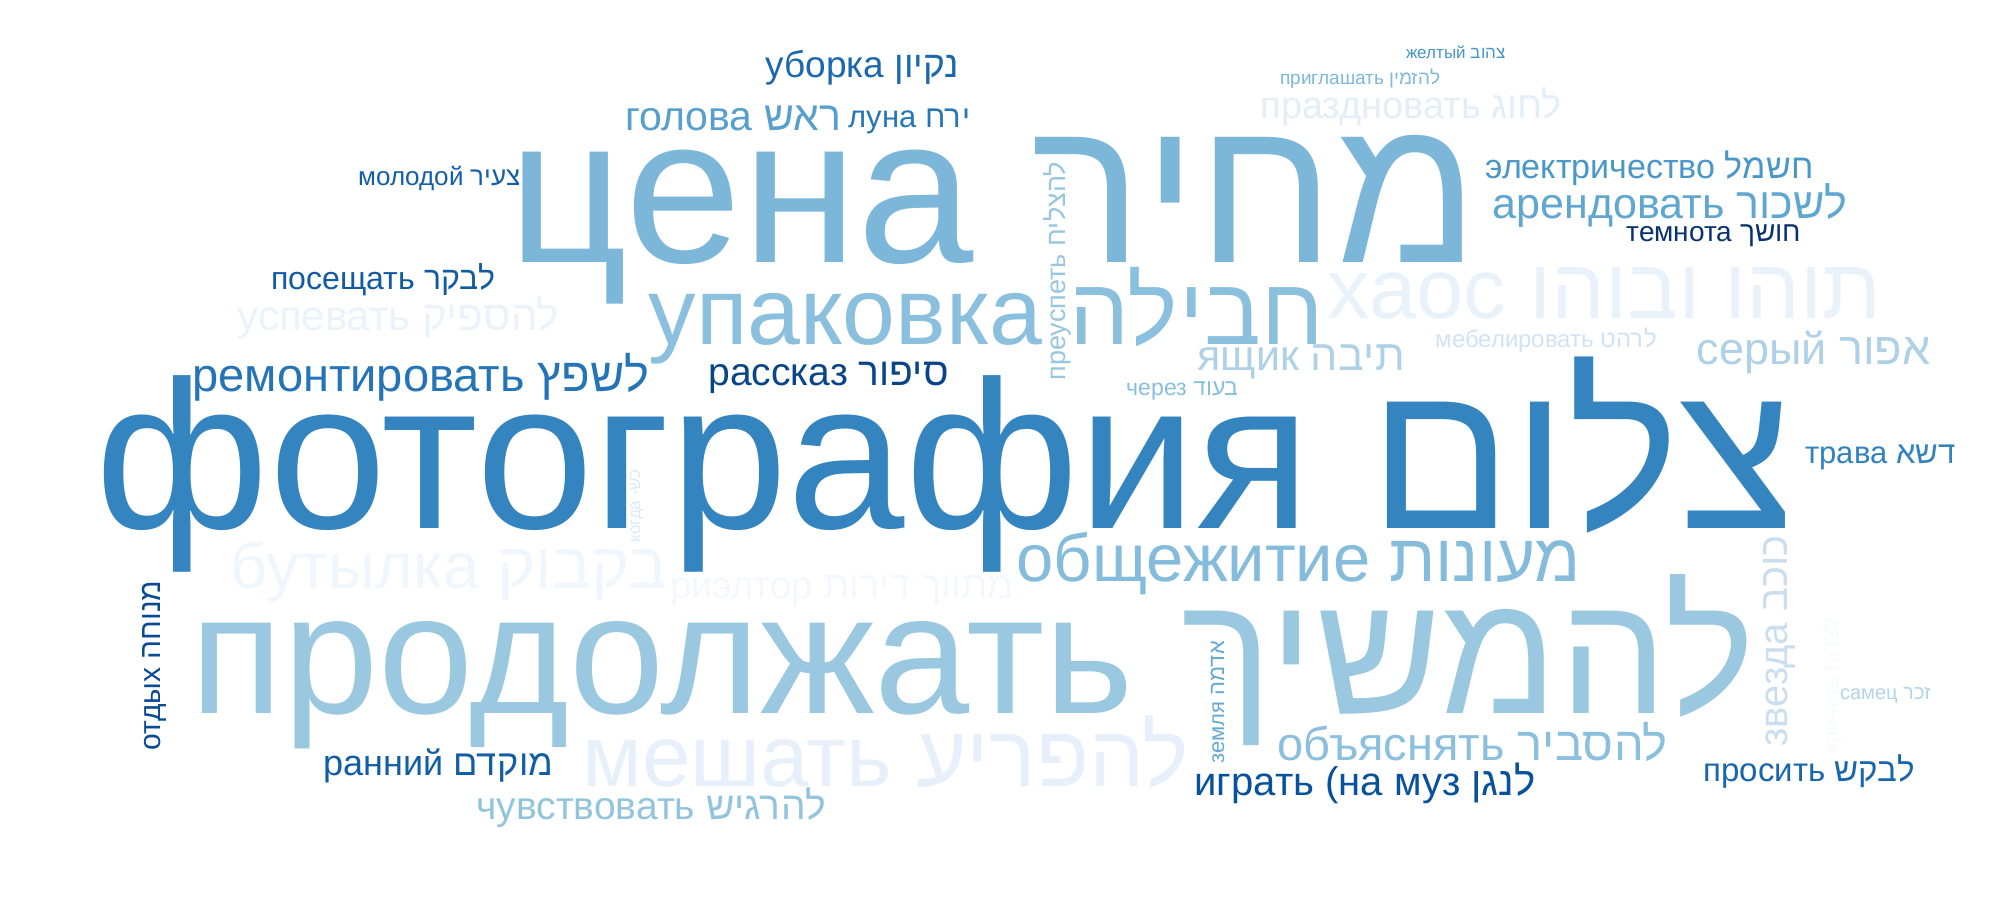 уборка נקיון
желтый צהוב
приглашать להזמין
праздновать לחוג
голова ראש
луна ירח
цена מחיר
молодой צעיר
электричество חשמל
арендовать לשכור
темнота חושך
преуспеть להצליח
посещать לבקר
успевать להספיק
упаковка חבילה
хаос תוהו ובוהו
мебелировать לרהט
ящик תיבה
серый אפור
ремонтировать לשפץ
рассказ סיפור
через בעוד
фотография צלום
трава דשא
когда -כש
бутылка בקבוק
риэлтор מתווך דירות
общежитие מעונות
звезда כוכב
отдых מנוחה
продолжать להמשיך
земля אדמה
кричать
самец זכר
ранний מוקדם
мешать להפריע
объяснять להסביר
играть (на муз לנגן
просить לבקש
чувствовать להרגיש